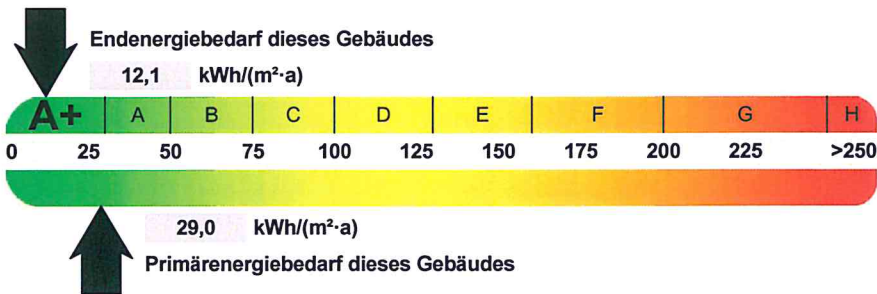 Endenergiebedarf dieses Gebäudes
12,1 kWh/(m²·a)
A+ A B C D E F G H
0 25 50 75 100 125 150 175 200 225 >250
29,0 kWh/(m²·a)
Primärenergiebedarf dieses Gebäudes